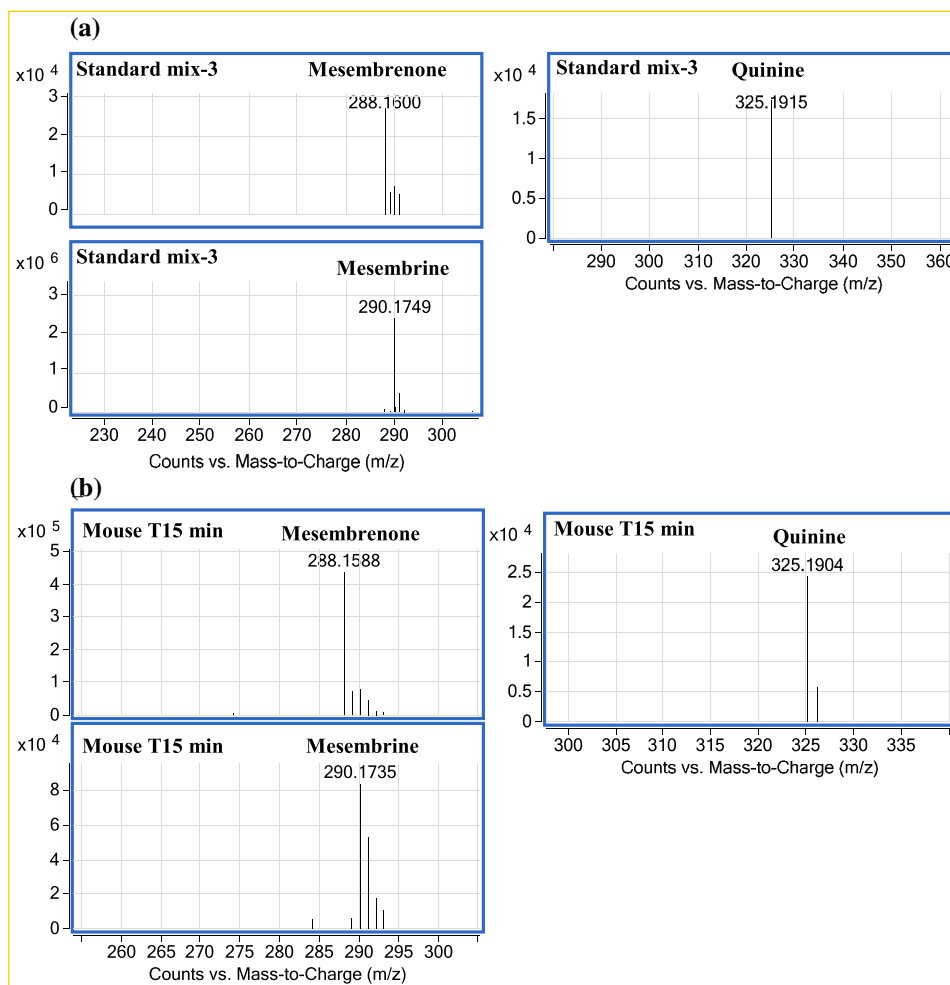 (a)
x10 4
Standard mix-3 Mesembrenone
288.1600
3
2
1
0
x10 6
Standard mix-3
Mesembrine
290.1749
3
2
1
0
230 240 250 260 270 280 290 300
Counts vs. Mass-to-Charge (m/z)
x10 4
Standard mix-3 Quinine
325.1915
1.5
1
0.5
0
290 300 310 320 330 340 350 360
Counts vs. Mass-to-Charge (m/z)
(b)
x10 5
Mouse T15 min Mesembrenone
288.1588
5
4
3
2
1
0
x10 4
Mouse T15 min Mesembrine
290.1735
8
6
4
2
0
260 265 270 275 280 285 290 295 300
Counts vs. Mass-to-Charge (m/z)
x10 4
Mouse T15 min
Quinine
325.1904
2.5
2
1.5
1
0.5
0
300 305 310 315 320 325 330 335
Counts vs. Mass-to-Charge (m/z)